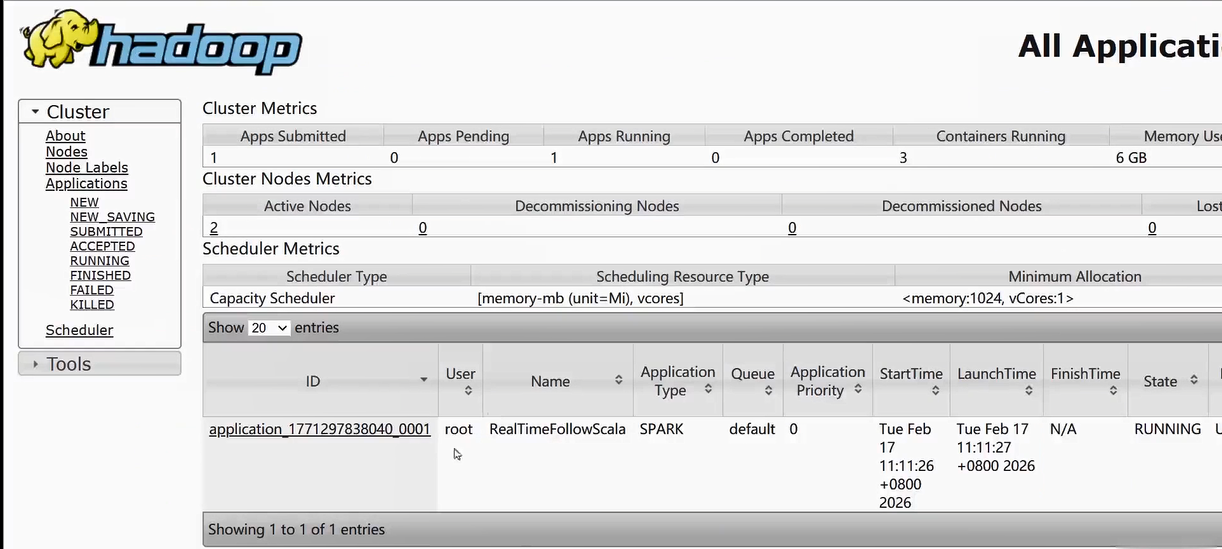 hadoop
All Applicati
Cluster
About
Nodes
Node Labels
Applications
NEW
NEW_SAVING
SUBMITTED
ACCEPTED
RUNNING
FINISHED
FAILED
KILLED
Scheduler
Tools
Cluster Metrics
Apps Submitted Apps Pending Apps Running Apps Completed Containers Running Memory Use
1 0 1 0 3 6 GB
Cluster Nodes Metrics
Active Nodes Decommissioning Nodes Decommissioned Nodes Lost
2 0 0 0
Scheduler Metrics
Scheduler Type Scheduling Resource Type Minimum Allocation
Capacity Scheduler [memory-mb (unit=Mi), vcores] <memory:1024, vCores:1>
Show 20 entries
ID User Name Application Type Queue Application Priority StartTime LaunchTime FinishTime State
application_1771297838040_0001 root RealTimeFollowScala SPARK default 0 Tue Feb 17 11:11:26 +0800 2026 Tue Feb 17 11:11:27 +0800 2026 N/A RUNNING
Showing 1 to 1 of 1 entries